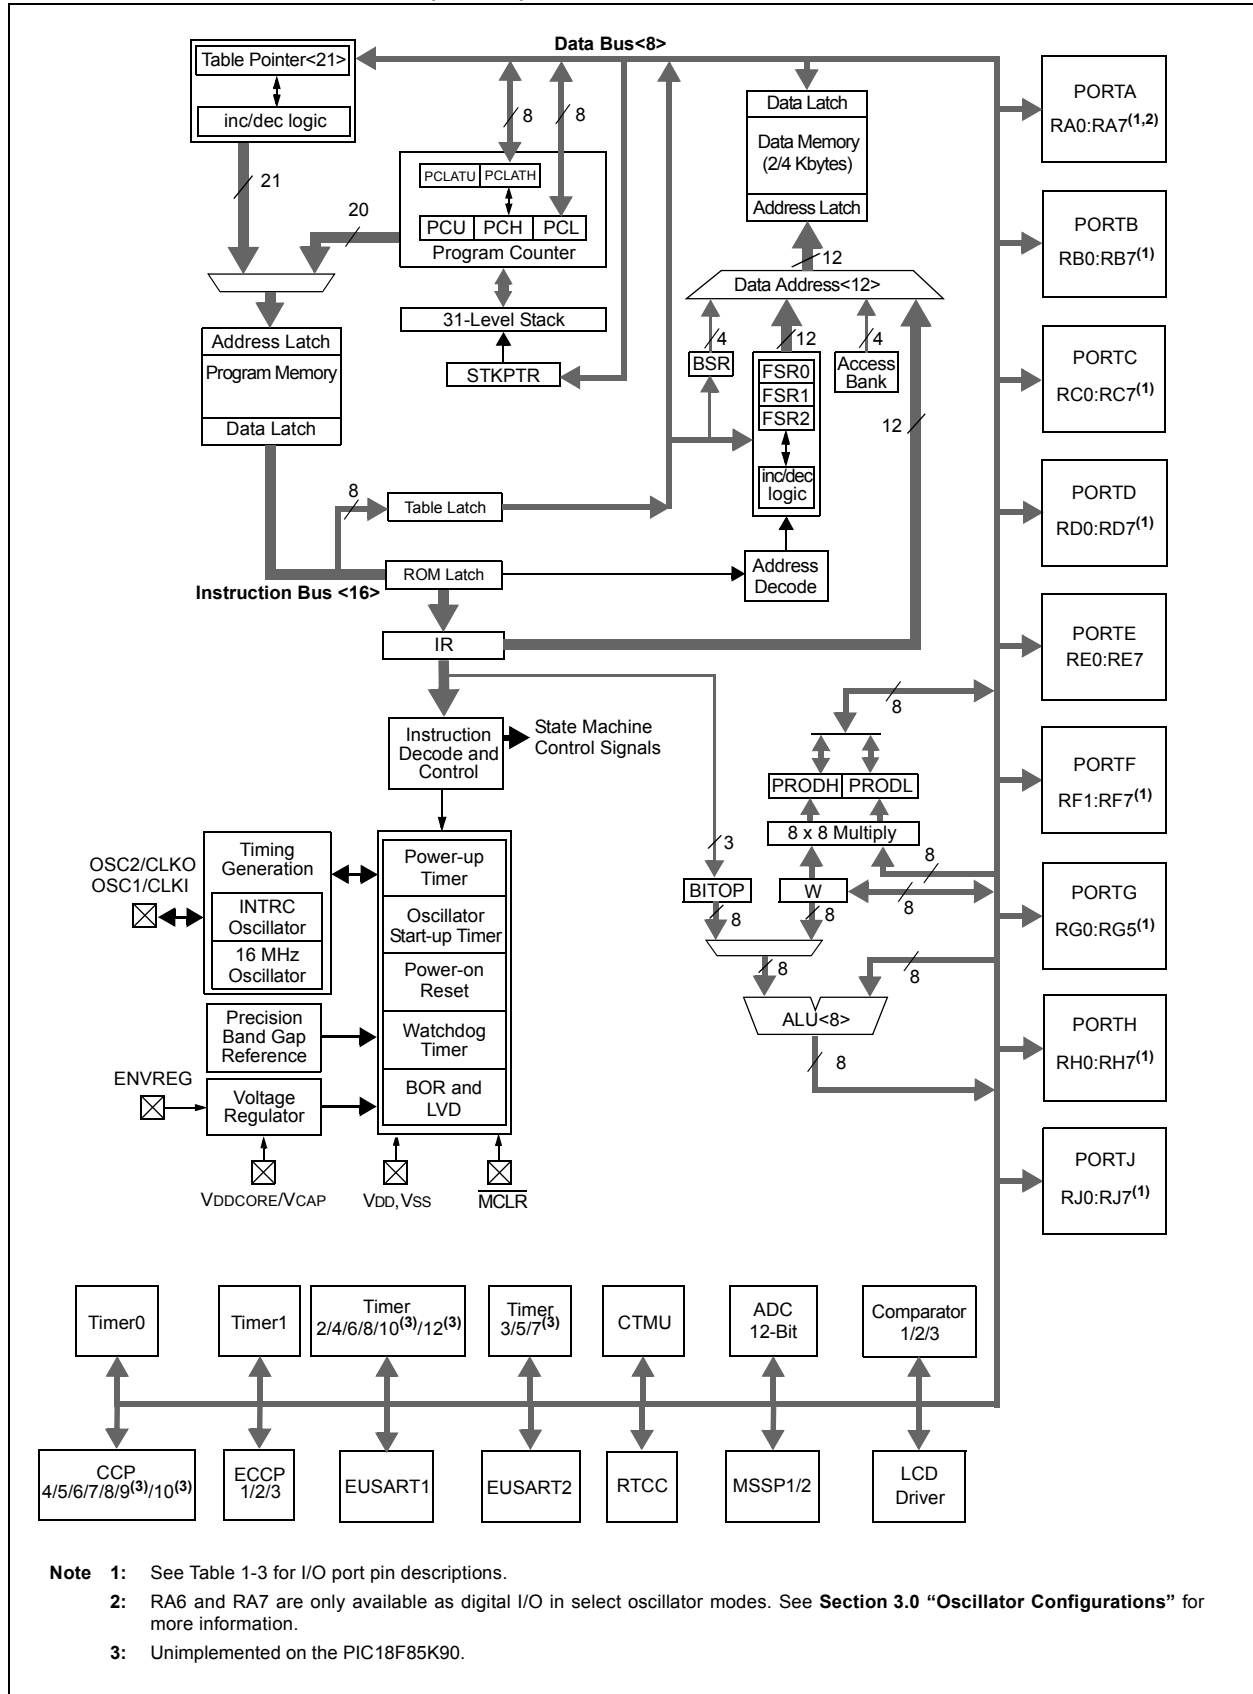 Data Bus<8>
Table Pointer<21>
inc/dec logic
21
20
8
8
PCLATU PCLATH
PCU PCH PCL
Program Counter
31-Level Stack
STKPTR
Data Latch
Data Memory
(2/4 Kbytes)
Address Latch
12
Data Address<12>
4
12
4
BSR
FSR0
FSR1
FSR2
inc/dec
logic
Access
Bank
12
Address
Decode
Address Latch
Program Memory
Data Latch
8
Table Latch
ROM Latch
Instruction Bus <16>
IR
Instruction
Decode and
Control
State Machine
Control Signals
8
PRODH PRODL
8 x 8 Multiply
3
8
BITOP
W
8
8
8
8
8
ALU<8>
8
OSC2/CLKO
OSC1/CLKI
Timing
Generation
INTRC
Oscillator
16 MHz
Oscillator
Precision
Band Gap
Reference
ENVREG
Voltage
Regulator
Power-up
Timer
Oscillator
Start-up Timer
Power-on
Reset
Watchdog
Timer
BOR and
LVD
VDDCORE/VCAP
VDD, VSS
MCLR
PORTA
RA0:RA7(1,2)
PORTB
RB0:RB7(1)
PORTC
RC0:RC7(1)
PORTD
RD0:RD7(1)
PORTE
RE0:RE7
PORTF
RF1:RF7(1)
PORTG
RG0:RG5(1)
PORTH
RH0:RH7(1)
PORTJ
RJ0:RJ7(1)
Timer0
Timer1
Timer
2/4/6/8/10(3)/12(3)
Timer
3/5/7(3)
CTMU
ADC
12-Bit
Comparator
1/2/3
CCP
4/5/6/7/8/9(3)/10(3)
ECCP
1/2/3
EUSART1
EUSART2
RTCC
MSSP1/2
LCD
Driver
Note 1: See Table 1-3 for I/O port pin descriptions.
2: RA6 and RA7 are only available as digital I/O in select oscillator modes. See Section 3.0 “Oscillator Configurations” for
more information.
3: Unimplemented on the PIC18F85K90.